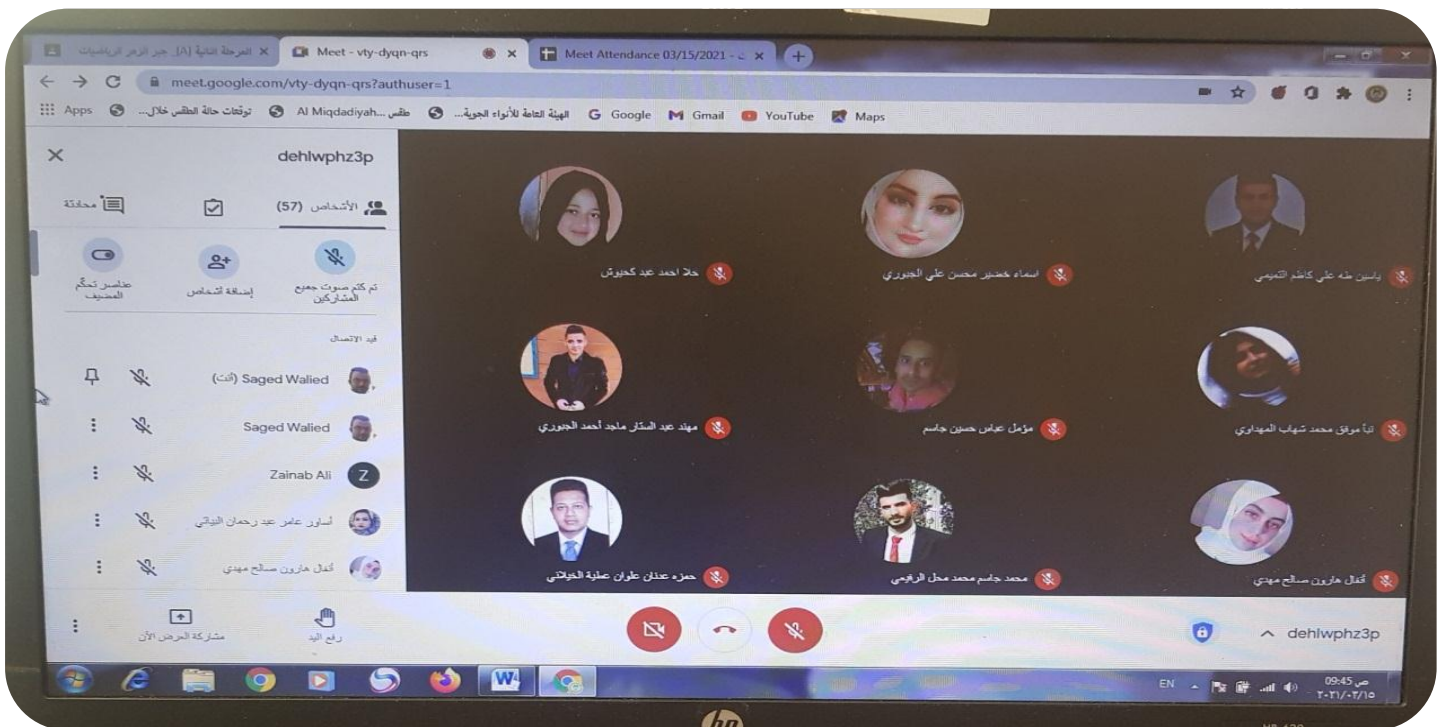 المرحلة الثانية (A)_ جبر الزمر الرياضيات
Meet - vty-dyqn-qrs
Meet Attendance 03/15/2021 -
meet.google.com/vty-dyqn-qrs?authuser=1
Apps
توقعات حالة الطقس خلال...
طقس Al Miqdadiyah...
الهيئة العامة للأنواء الجوية...
Google
Gmail
YouTube
Maps
dehlwphz3p
الأشخاص (57)
محادثة
تم كتم صوت جميع المشاركين
إضافة أشخاص
عناصر تحكّم المضيف
قيد الاتصال
Saged Walied (أنت)
Saged Walied
Z
Zainab Ali
أساور عامر عبد رحمان البياتي
أنفال هارون صالح مهدي
رفع اليد
مشاركة العرض الآن
ياسين طه علي كاظم التميمي
اسماء خضير محسن علي الجبوري
حلا احمد عبد كحيوش
نبأ موفق محمد شهاب المهداوي
مؤمل عباس حسين جاسم
مهند عبد الستار ماجد أحمد الجبوري
أنفال هارون صالح مهدي
محمد جاسم محمد محل الرفيعي
حمزه عدنان علوان عطية الخيلاني
dehlwphz3p
EN
09:45 ص
٢٠٢١/٠٣/١٥
hp